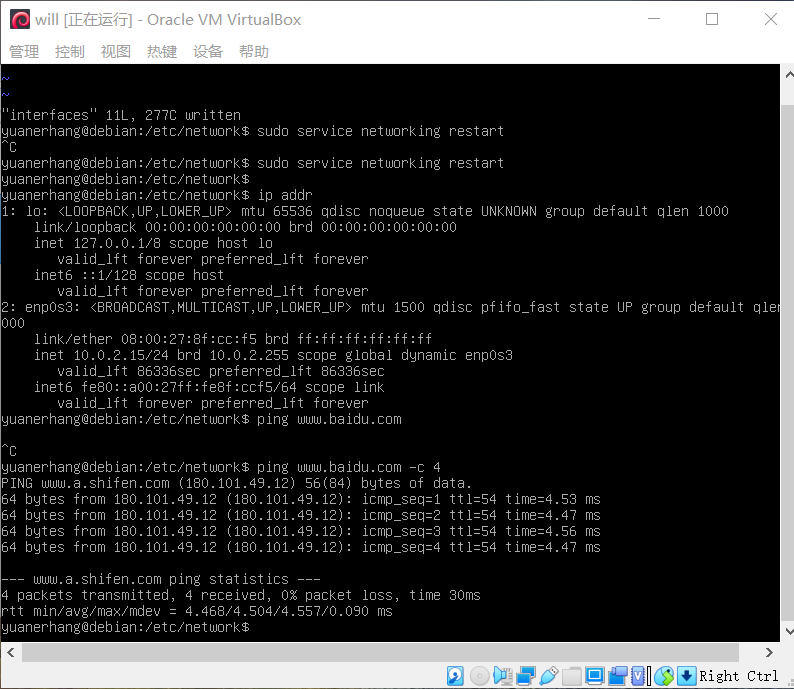 will [正在运行] - Oracle VM VirtualBox
管理 控制 视图 热键 设备 帮助
~
~
"interfaces" 11L, 277C written
yuanerhang@debian:/etc/network$ sudo service networking restart
^C
yuanerhang@debian:/etc/network$ sudo service networking restart
yuanerhang@debian:/etc/network$
yuanerhang@debian:/etc/network$ ip addr
1: lo: <LOOPBACK,UP,LOWER_UP> mtu 65536 qdisc noqueue state UNKNOWN group default qlen 1000
    link/loopback 00:00:00:00:00:00 brd 00:00:00:00:00:00
    inet 127.0.0.1/8 scope host lo
       valid_lft forever preferred_lft forever
    inet6 ::1/128 scope host
       valid_lft forever preferred_lft forever
2: enp0s3: <BROADCAST,MULTICAST,UP,LOWER_UP> mtu 1500 qdisc pfifo_fast state UP group default qlen
000
    link/ether 08:00:27:8f:cc:f5 brd ff:ff:ff:ff:ff:ff
    inet 10.0.2.15/24 brd 10.0.2.255 scope global dynamic enp0s3
       valid_lft 86336sec preferred_lft 86336sec
    inet6 fe80::a00:27ff:fe8f:ccf5/64 scope link
       valid_lft forever preferred_lft forever
yuanerhang@debian:/etc/network$ ping www.baidu.com
^C
yuanerhang@debian:/etc/network$ ping www.baidu.com -c 4
PING www.a.shifen.com (180.101.49.12) 56(84) bytes of data.
64 bytes from 180.101.49.12 (180.101.49.12): icmp_seq=1 ttl=54 time=4.53 ms
64 bytes from 180.101.49.12 (180.101.49.12): icmp_seq=2 ttl=54 time=4.47 ms
64 bytes from 180.101.49.12 (180.101.49.12): icmp_seq=3 ttl=54 time=4.56 ms
64 bytes from 180.101.49.12 (180.101.49.12): icmp_seq=4 ttl=54 time=4.47 ms
--- www.a.shifen.com ping statistics ---
4 packets transmitted, 4 received, 0% packet loss, time 30ms
rtt min/avg/max/mdev = 4.468/4.504/4.557/0.090 ms
yuanerhang@debian:/etc/network$
Right Ctrl